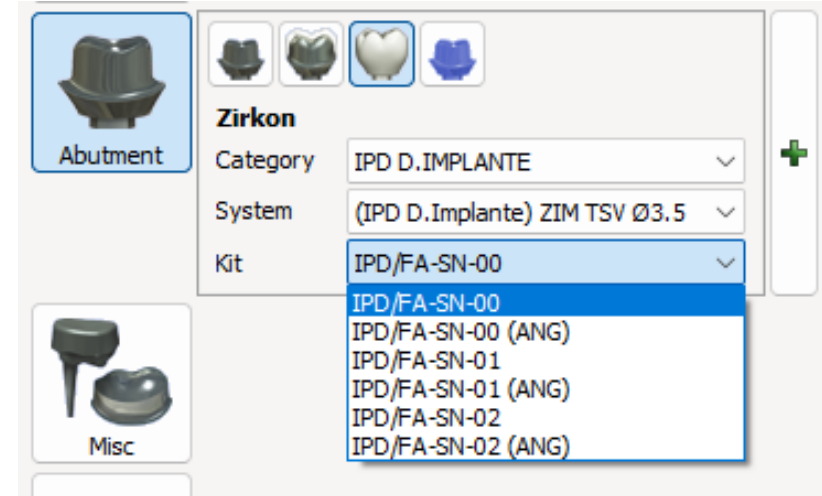 Abutment
Zirkon
Category IPD D.IMPLANTE
System (IPD D.Implante) ZIM TSV Ø3.5
Kit IPD/FA-SN-00
IPD/FA-SN-00
IPD/FA-SN-00 (ANG)
IPD/FA-SN-01
IPD/FA-SN-01 (ANG)
IPD/FA-SN-02
IPD/FA-SN-02 (ANG)
Misc